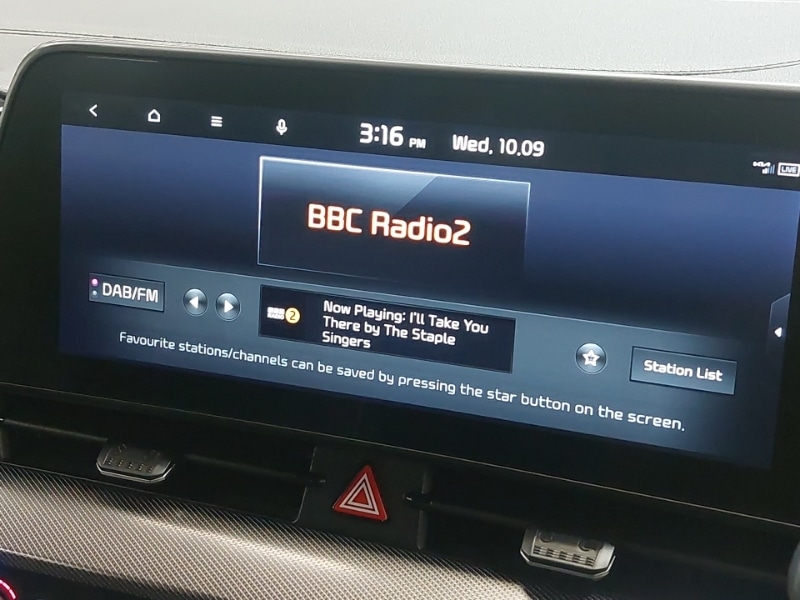 3:16 PM Wed, 10.09
LIVE
BBC Radio2
DAB/FM
2
Now Playing: I'll Take You
There by The Staple
Singers
Station List
Favourite stations/channels can be saved by pressing the star button on the screen.